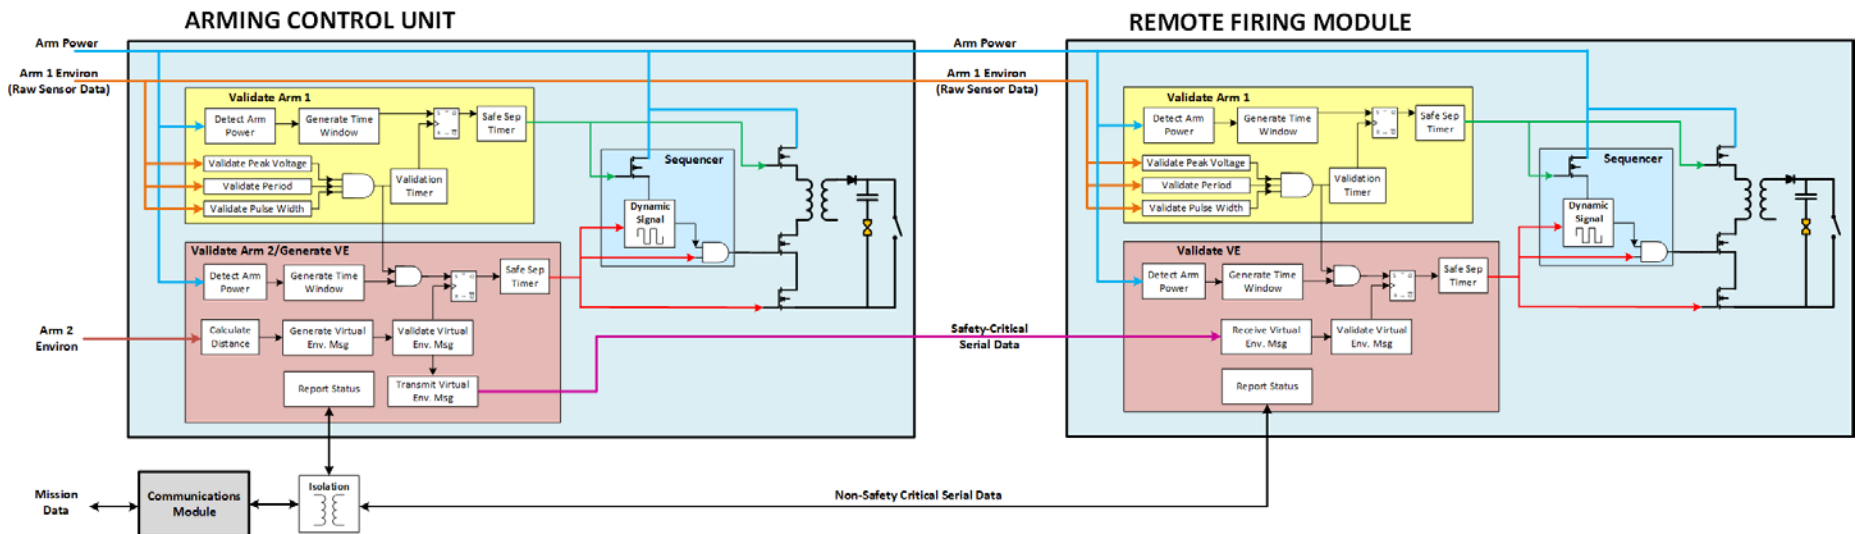 ARMING CONTROL UNIT
Arm Power
Arm 1 Environ
(Raw Sensor Data)
Validate Arm 1
Detect Arm
Power
Generate Time
Window
Safe Sep
Timer
Validate Peak Voltage
Validate Period
Validate Pulse Width
Validation
Timer
Sequencer
Dynamic
Signal
Validate Arm 2/Generate VE
Detect Arm
Power
Generate Time
Window
Safe Sep
Timer
Arm 2
Environ
Calculate
Distance
Generate Virtual
Env. Msg
Validate Virtual
Env. Msg
Report Status
Transmit Virtual
Env. Msg
Mission
Data
Communications
Module
Isolation
Non-Safety Critical Serial Data
REMOTE FIRING MODULE
Arm Power
Arm 1 Environ
(Raw Sensor Data)
Validate Arm 1
Detect Arm
Power
Generate Time
Window
Safe Sep
Timer
Validate Peak Voltage
Validate Period
Validate Pulse Width
Validation
Timer
Sequencer
Dynamic
Signal
Validate VE
Detect Arm
Power
Generate Time
Window
Safe Sep
Timer
Safety-Critical
Serial Data
Receive Virtual
Env. Msg
Validate Virtual
Env. Msg
Report Status